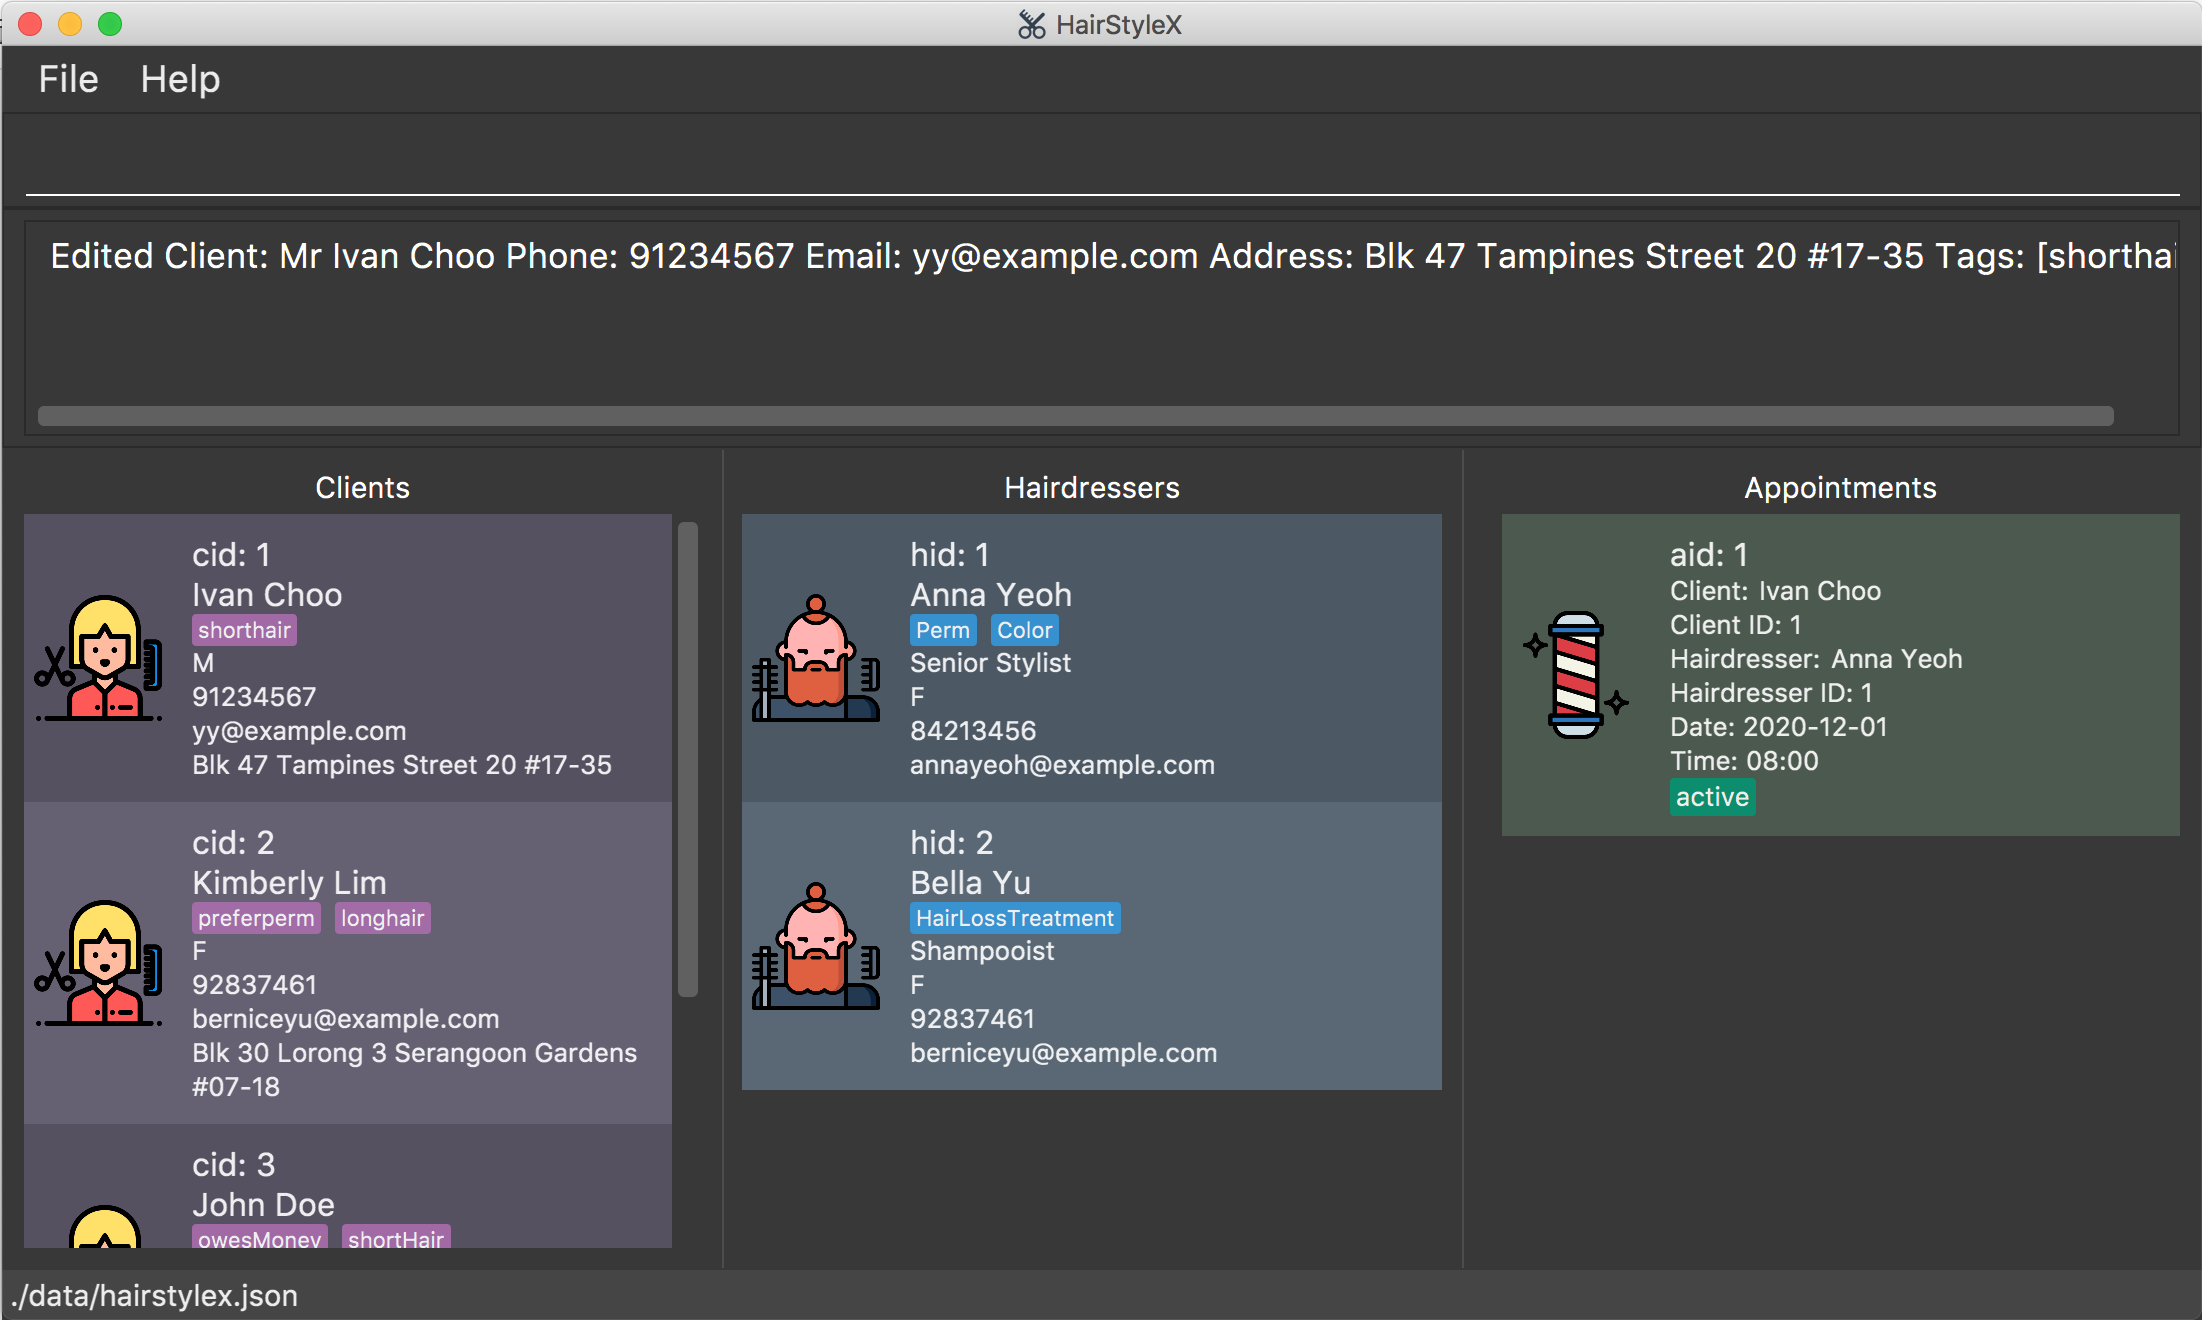 HairStyleX
File Help
Edited Client: Mr Ivan Choo Phone: 91234567 Email: yy@example.com Address: Blk 47 Tampines Street 20 #17-35 Tags: [shorthai
Clients
cid: 1
Ivan Choo
shorthair
M
91234567
yy@example.com
Blk 47 Tampines Street 20 #17-35
cid: 2
Kimberly Lim
preferperm longhair
F
92837461
berniceyu@example.com
Blk 30 Lorong 3 Serangoon Gardens
#07-18
cid: 3
John Doe
owesMoney shortHair
Hairdressers
hid: 1
Anna Yeoh
Perm Color
Senior Stylist
F
84213456
annayeoh@example.com
hid: 2
Bella Yu
HairLossTreatment
Shampooist
F
92837461
berniceyu@example.com
Appointments
aid: 1
Client: Ivan Choo
Client ID: 1
Hairdresser: Anna Yeoh
Hairdresser ID: 1
Date: 2020-12-01
Time: 08:00
active
./data/hairstylex.json